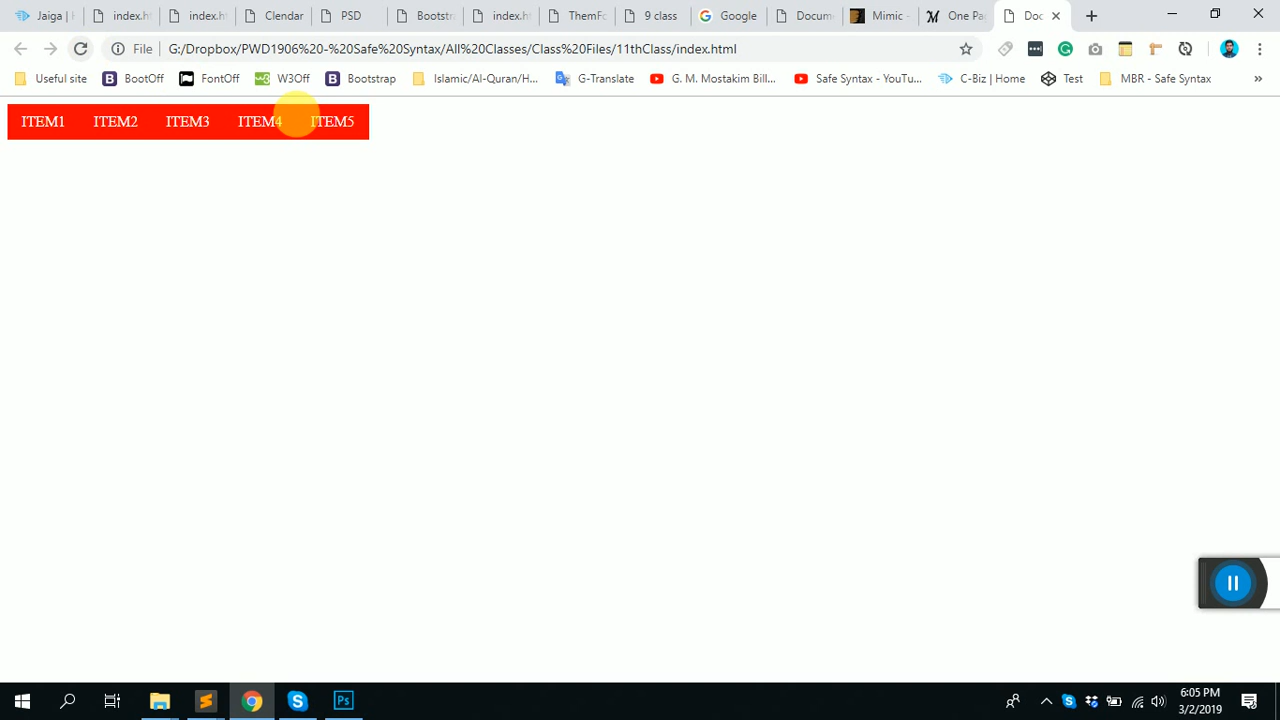 Jaiga | index.h index.h Clendar PSD Bootstr index.h ThemFo 9 class Google Docum Mimic - One Pa Doc
File G:/Dropbox/PWD1906%20-%20Safe%20Syntax/All%20Classes/Class%20Files/11thClass/index.html
Useful site BootOff FontOff W3Off Bootstrap Islamic/Al-Quran/H... G-Translate G. M. Mostakim Bill... Safe Syntax - YouTu... C-Biz | Home Test MBR - Safe Syntax »
ITEM1 ITEM2 ITEM3 ITEM4 ITEM5
6:05 PM
3/2/2019